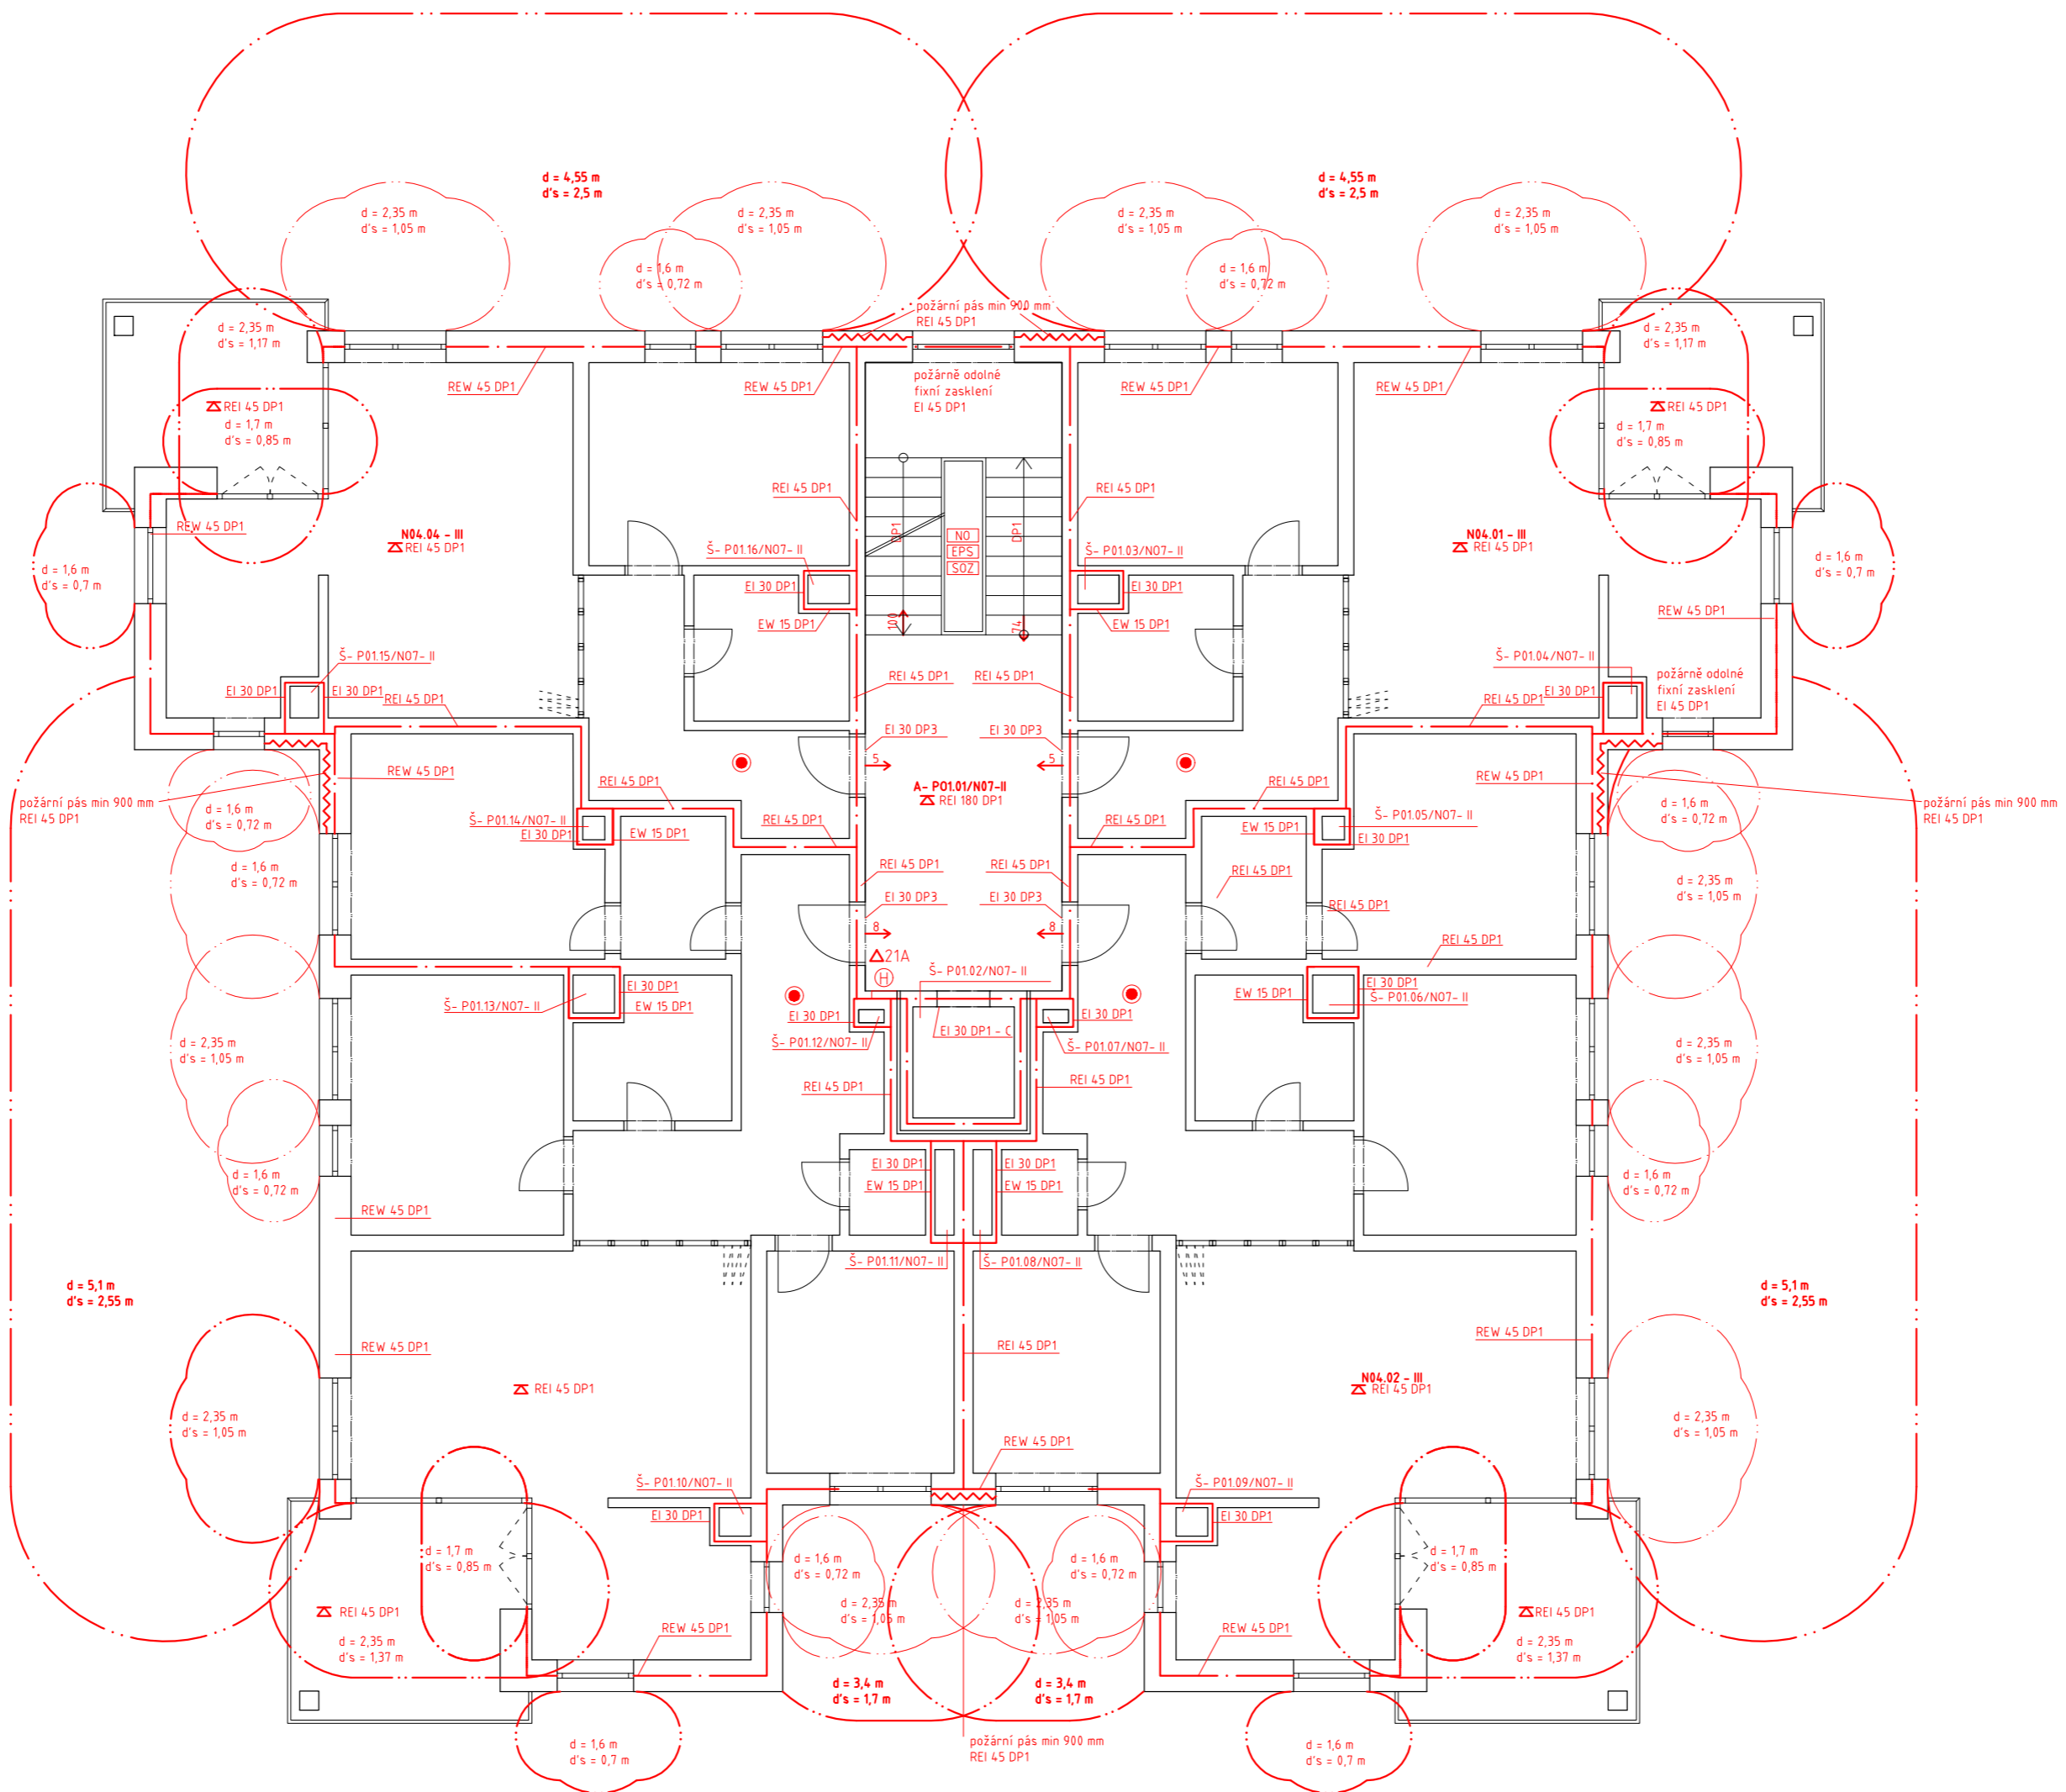 d = 4,55 m
d's = 2,5 m
d = 4,55 m
d's = 2,5 m
d = 2,35 m
d's = 1,05 m
d = 2,35 m
d's = 1,05 m
d = 2,35 m
d's = 1,05 m
d = 2,35 m
d's = 1,05 m
d = 1,6 m
d's = 0,72 m
d = 1,6 m
d's = 0,72 m
požární pás min 900 mm
REI 45 DP1
d = 2,35 m
d's = 1,17 m
d = 2,35 m
d's = 1,17 m
REW 45 DP1
REW 45 DP1
požárně odolné
fixní zasklení
EI 45 DP1
REW 45 DP1
REW 45 DP1
REI 45 DP1
d = 1,7 m
d's = 0,85 m
REI 45 DP1
d = 1,7 m
d's = 0,85 m
REI 45 DP1
REI 45 DP1
REW 45 DP1
N04.04 - III
REI 45 DP1
DP1
NO
EPS
SOZ
DP1
N04.01 - III
REI 45 DP1
Š- P01.16/N07- II
Š- P01.03/N07- II
d = 1,6 m
d's = 0,7 m
d = 1,6 m
d's = 0,7 m
EI 30 DP1
EI 30 DP1
EW 15 DP1
EW 15 DP1
100
74
REW 45 DP1
Š- P01.15/N07- II
Š- P01.04/N07- II
EI 30 DP1
EI 30 DP1
REI 45 DP1
REI 45 DP1
REI 45 DP1
REI 45 DP1
EI 30 DP1
požárně odolné
fixní zasklení
EI 45 DP1
EI 30 DP3
EI 30 DP3
5
5
REW 45 DP1
REI 45 DP1
A- P01.01/N07-II
REI 180 DP1
REI 45 DP1
REW 45 DP1
požární pás min 900 mm
REI 45 DP1
požární pás min 900 mm
REI 45 DP1
d = 1,6 m
d's = 0,72 m
d = 1,6 m
d's = 0,72 m
Š- P01.14/N07- II
EI 30 DP1
EW 15 DP1
REI 45 DP1
REI 45 DP1
EW 15 DP1
Š- P01.05/N07- II
EI 30 DP1
d = 1,6 m
d's = 0,72 m
REI 45 DP1
REI 45 DP1
REI 45 DP1
d = 2,35 m
d's = 1,05 m
EI 30 DP3
EI 30 DP3
REI 45 DP1
8
8
21A
H
REI 45 DP1
Š- P01.02/N07- II
Š- P01.13/N07- II
EI 30 DP1
EW 15 DP1
EW 15 DP1
EI 30 DP1
Š- P01.06/N07- II
EI 30 DP1
EI 30 DP1
EI 30 DP1 - C
Š- P01.12/N07- II
Š- P01.07/N07- II
d = 2,35 m
d's = 1,05 m
d = 2,35 m
d's = 1,05 m
REI 45 DP1
REI 45 DP1
EI 30 DP1
EI 30 DP1
EW 15 DP1
EW 15 DP1
d = 1,6 m
d's = 0,72 m
d = 1,6 m
d's = 0,72 m
REW 45 DP1
Š- P01.11/N07- II
Š- P01.08/N07- II
d = 5,1 m
d's = 2,55 m
d = 5,1 m
d's = 2,55 m
REW 45 DP1
REI 45 DP1
REW 45 DP1
REI 45 DP1
N04.02 - III
REI 45 DP1
d = 2,35 m
d's = 1,05 m
d = 2,35 m
d's = 1,05 m
REW 45 DP1
Š- P01.10/N07- II
Š- P01.09/N07- II
EI 30 DP1
EI 30 DP1
d = 1,7 m
d's = 0,85 m
d = 1,6 m
d's = 0,72 m
d = 1,6 m
d's = 0,72 m
d = 1,7 m
d's = 0,85 m
d = 2,35 m
d's = 1,05 m
d = 2,35 m
d's = 1,05 m
REI 45 DP1
REI 45 DP1
REW 45 DP1
REW 45 DP1
d = 2,35 m
d's = 1,37 m
d = 2,35 m
d's = 1,37 m
d = 3,4 m
d's = 1,7 m
d = 3,4 m
d's = 1,7 m
požární pás min 900 mm
REI 45 DP1
d = 1,6 m
d's = 0,7 m
d = 1,6 m
d's = 0,7 m